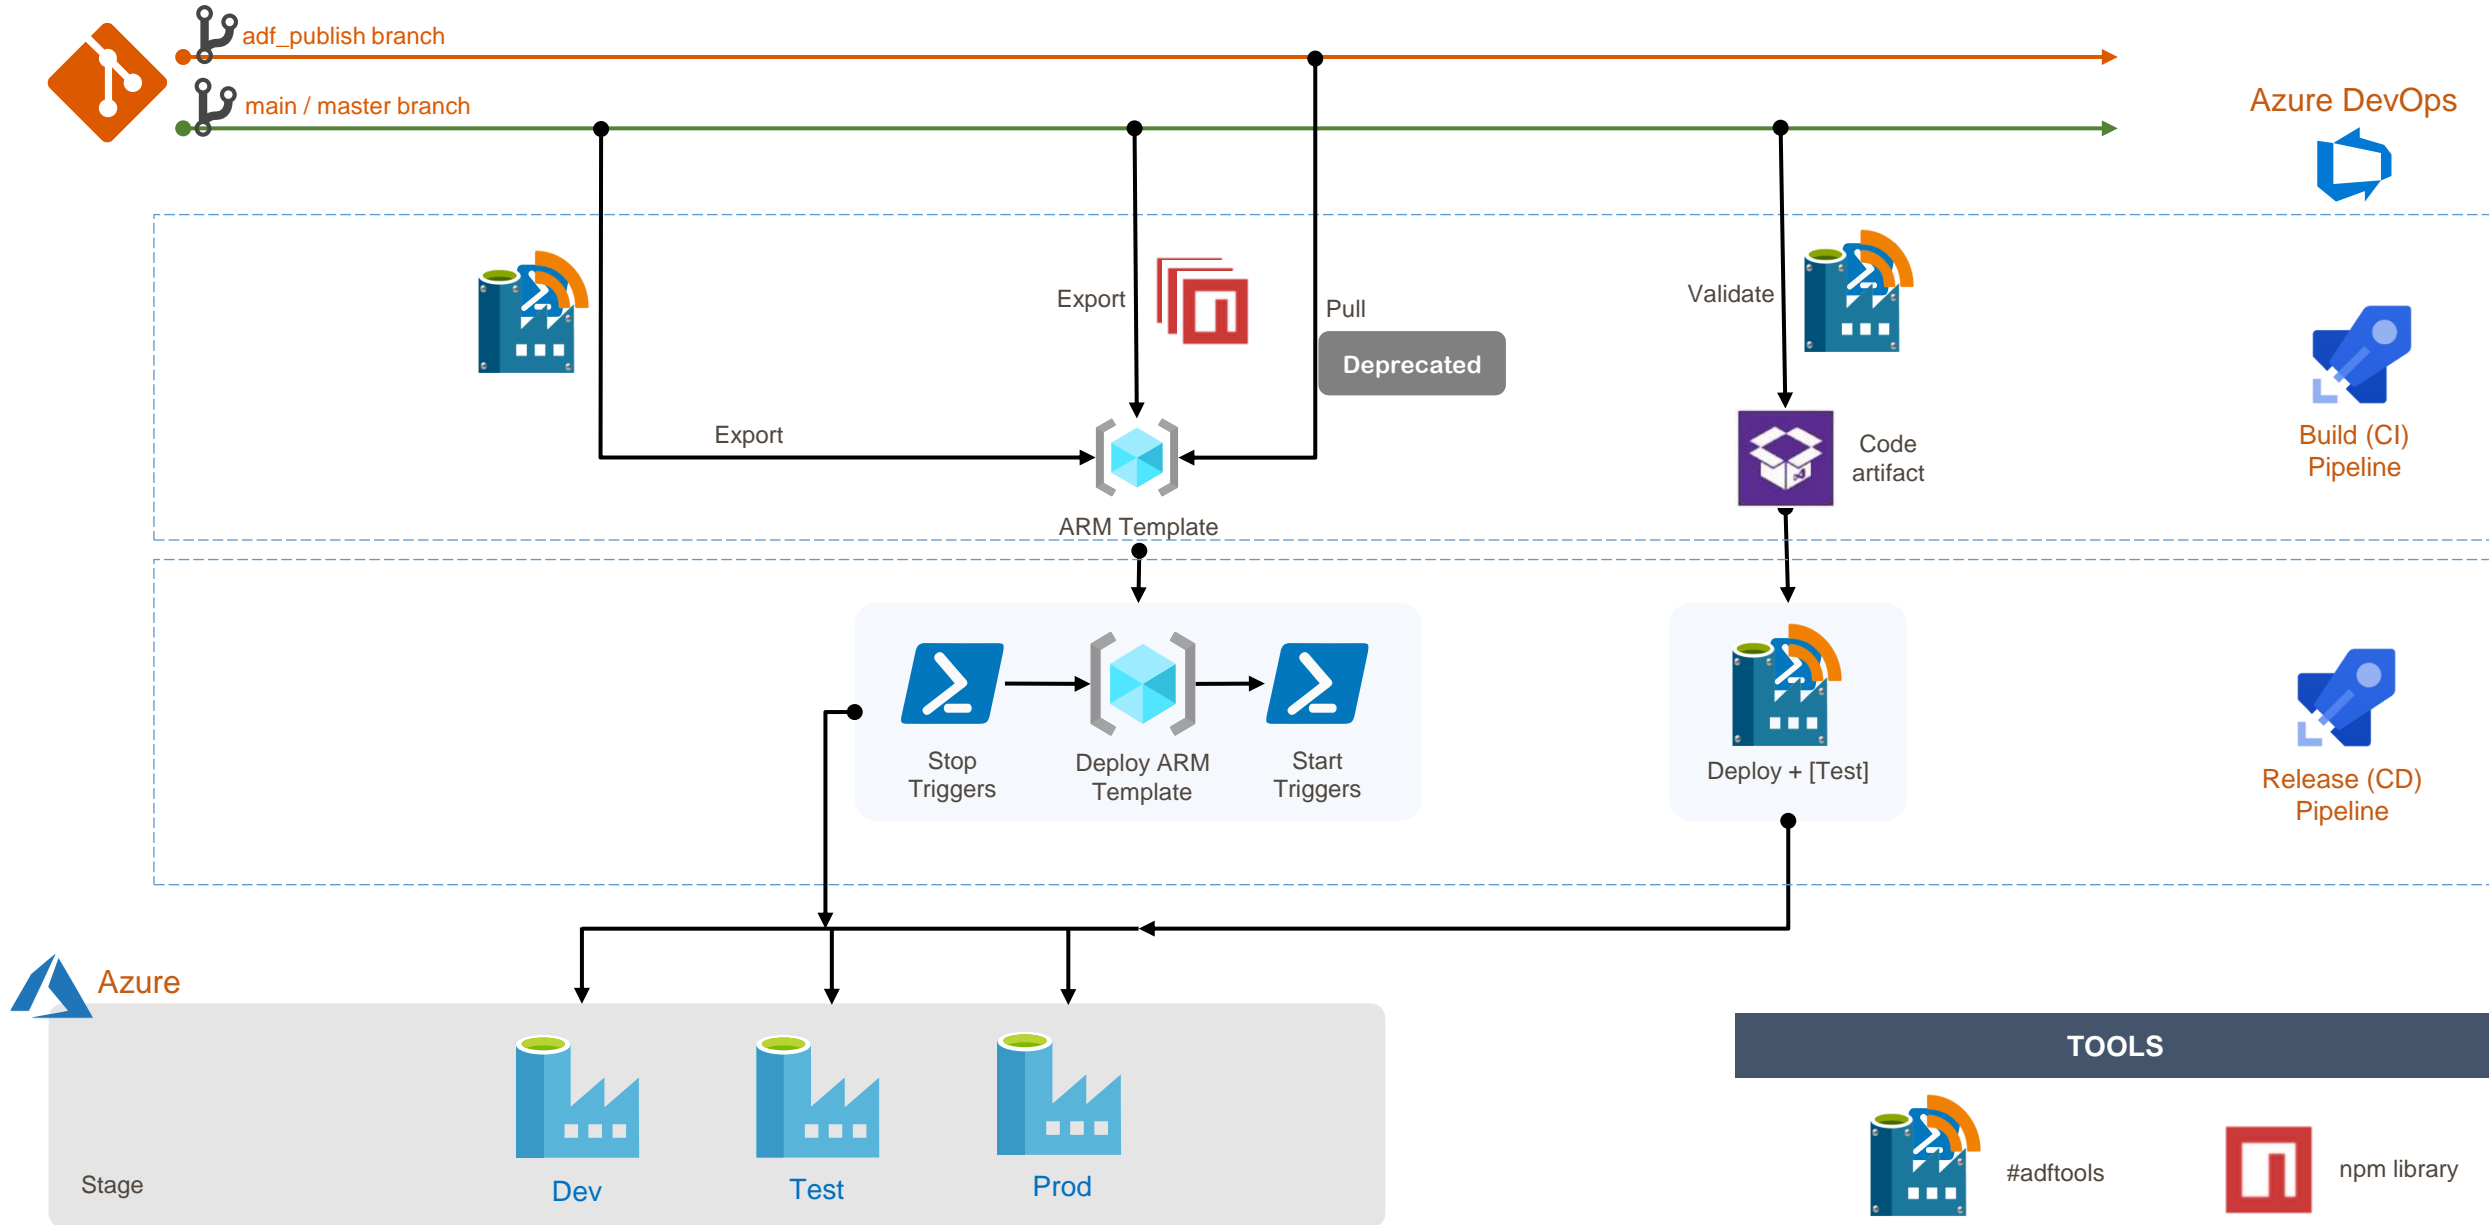 adf_publish branch
main / master branch
Azure DevOps
Export
Pull
Deprecated
Validate
Export
Code
artifact
Build (CI)
Pipeline
ARM Template
Stop
Triggers
Deploy ARM
Template
Start
Triggers
Deploy + [Test]
Release (CD)
Pipeline
Azure
Stage
Dev
Test
Prod
TOOLS
#adftools
npm library